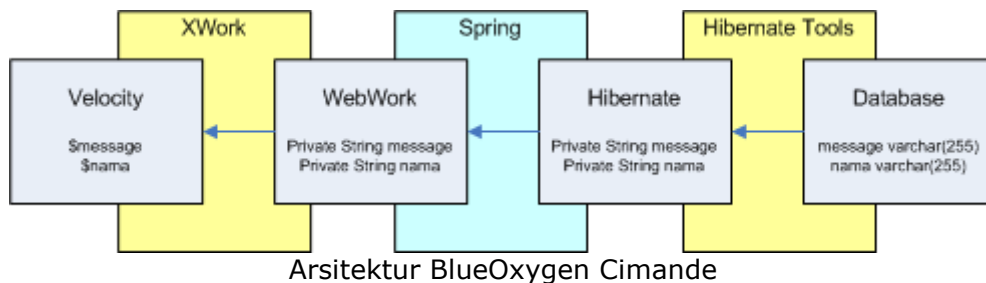 XWork
Spring
Hibernate Tools
Velocity
$message
$nama
WebWork
Private String message
Private String nama
Hibernate
Private String message
Private String nama
Database
message varchar(255)
nama varchar(255)
Arsitektur BlueOxygen Cimande